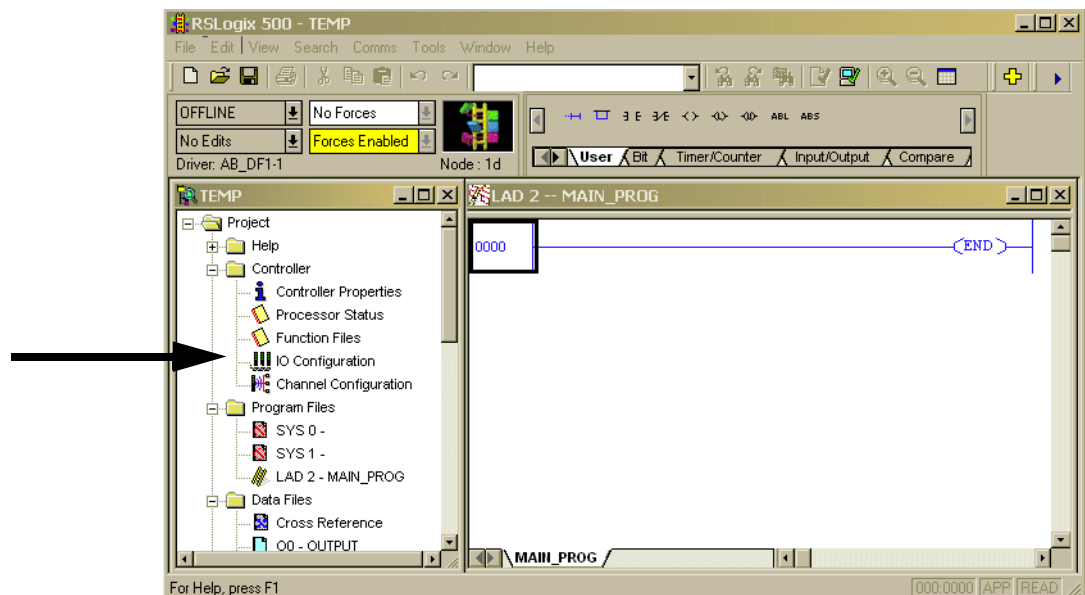 RSLogix 500 - TEMP
File Edit View Search Comms Tools Window Help
OFFLINE No Forces
No Edits Forces Enabled
Driver: AB_DF1-1 Node : 1d
ABL ABS
User Bit Timer/Counter Input/Output Compare
TEMP
Project
Help
Controller
Controller Properties
Processor Status
Function Files
IO Configuration
Channel Configuration
Program Files
SYS 0 -
SYS 1 -
LAD 2 - MAIN_PROG
Data Files
Cross Reference
O0 - OUTPUT
LAD 2 -- MAIN_PROG
0000
END
MAIN_PROG
For Help, press F1
000:0000 APP READ